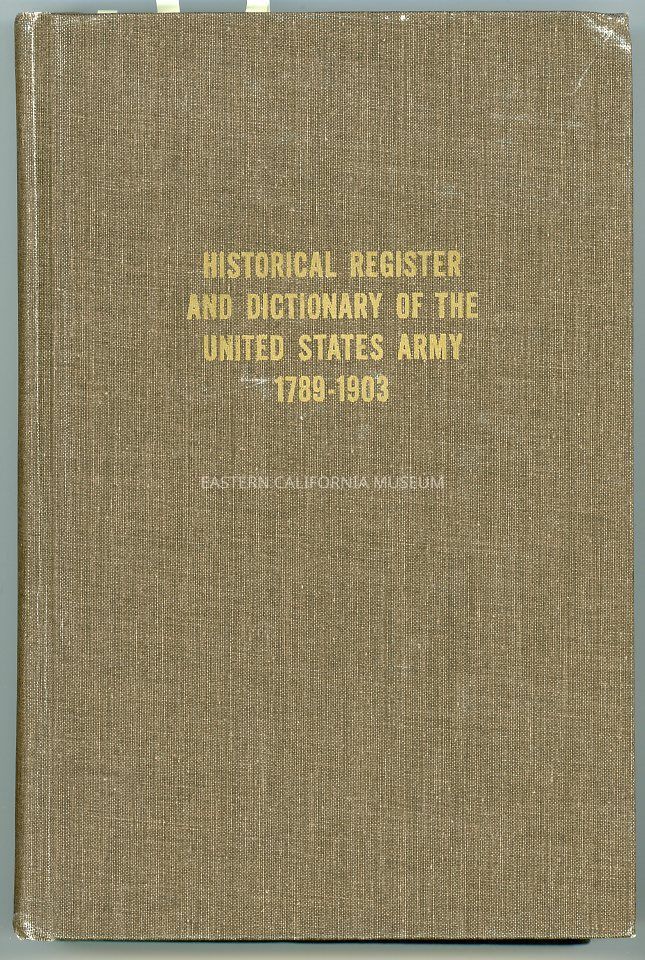 HISTORICAL REGISTER
AND DICTIONARY OF THE
UNITED STATES ARMY
1789-1903
EASTERN CALIFORNIA MUSEUM